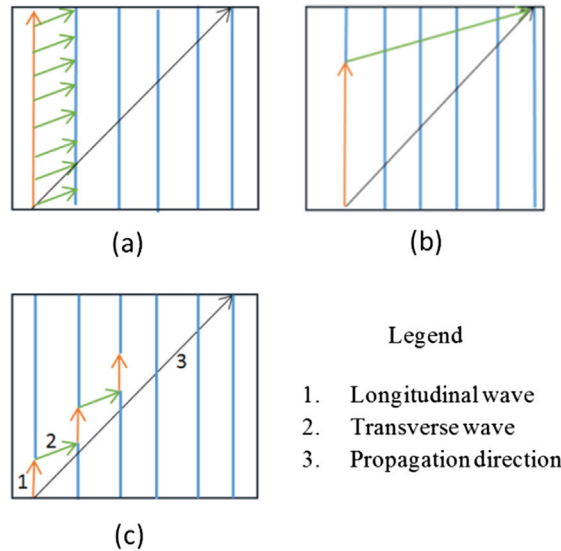 (a)
(b)
1
2
3
(c)
Legend
1. Longitudinal wave
2. Transverse wave
3. Propagation direction